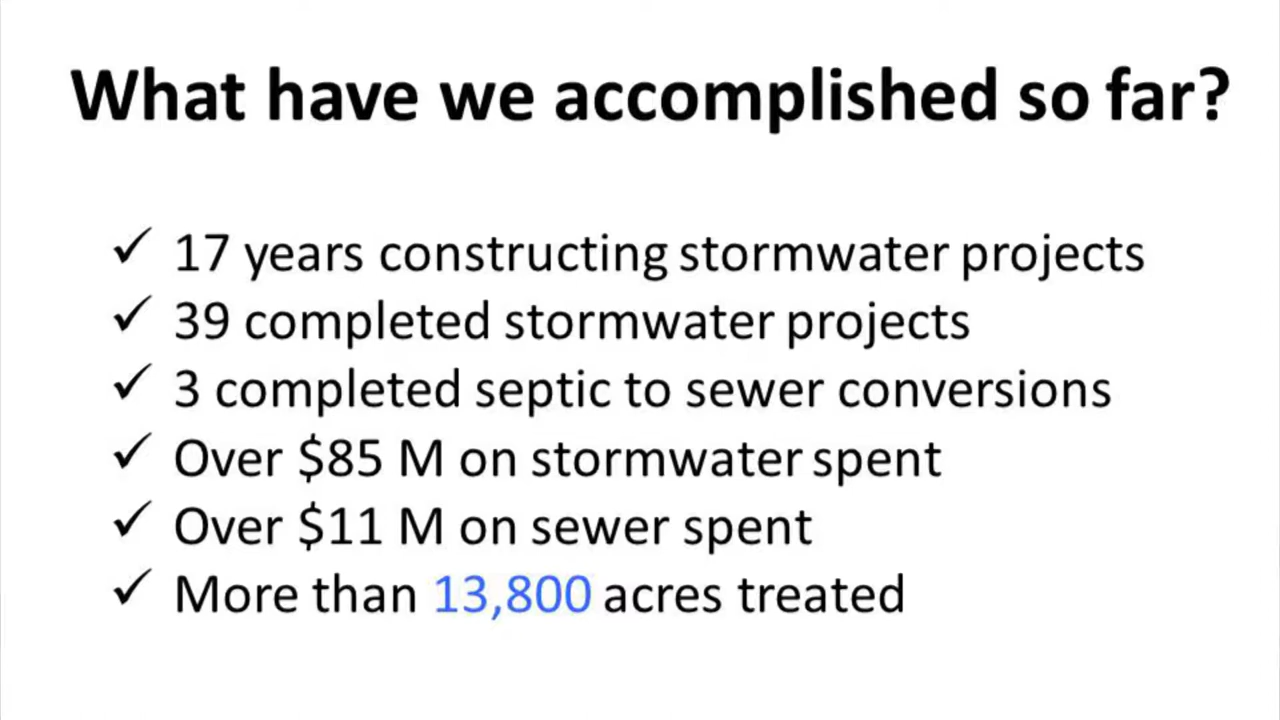 What have we accomplished so far?
✓ 17 years constructing stormwater projects
✓ 39 completed stormwater projects
✓ 3 completed septic to sewer conversions
✓ Over $85 M on stormwater spent
✓ Over $11 M on sewer spent
✓ More than 13,800 acres treated